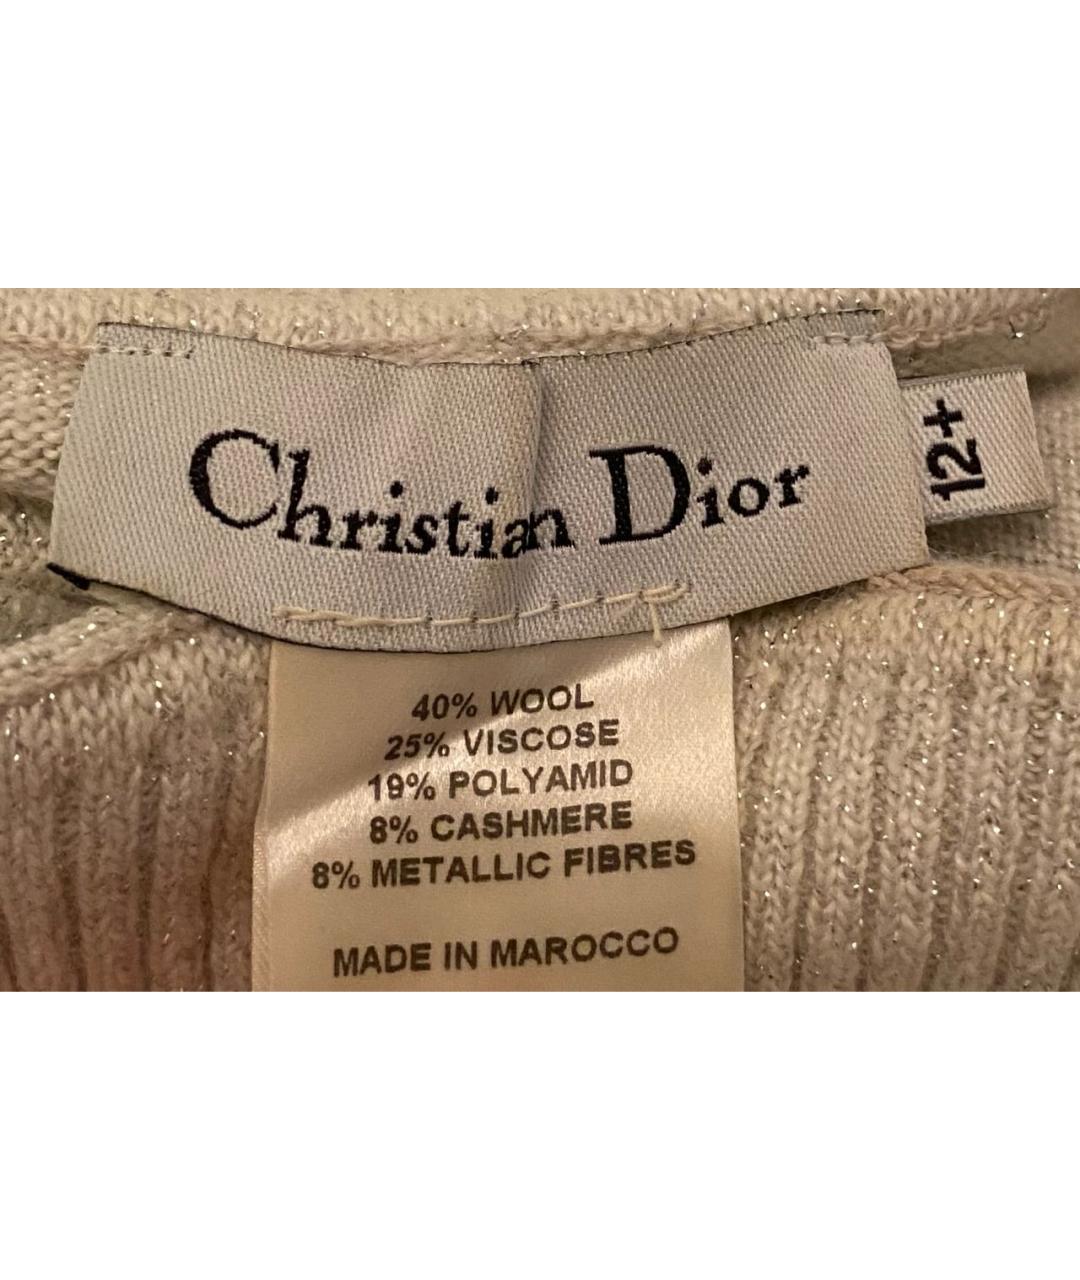 Christian Dior
12+
40% WOOL
25% VISCOSE
19% POLYAMID
8% CASHMERE
8% METALLIC FIBRES
MADE IN MAROCCO